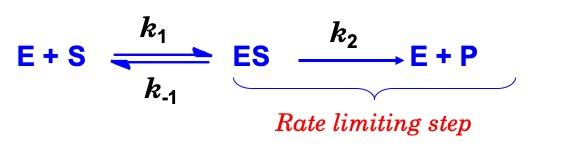 k1 k2
E + S ES E + P
k-1
Rate limiting step